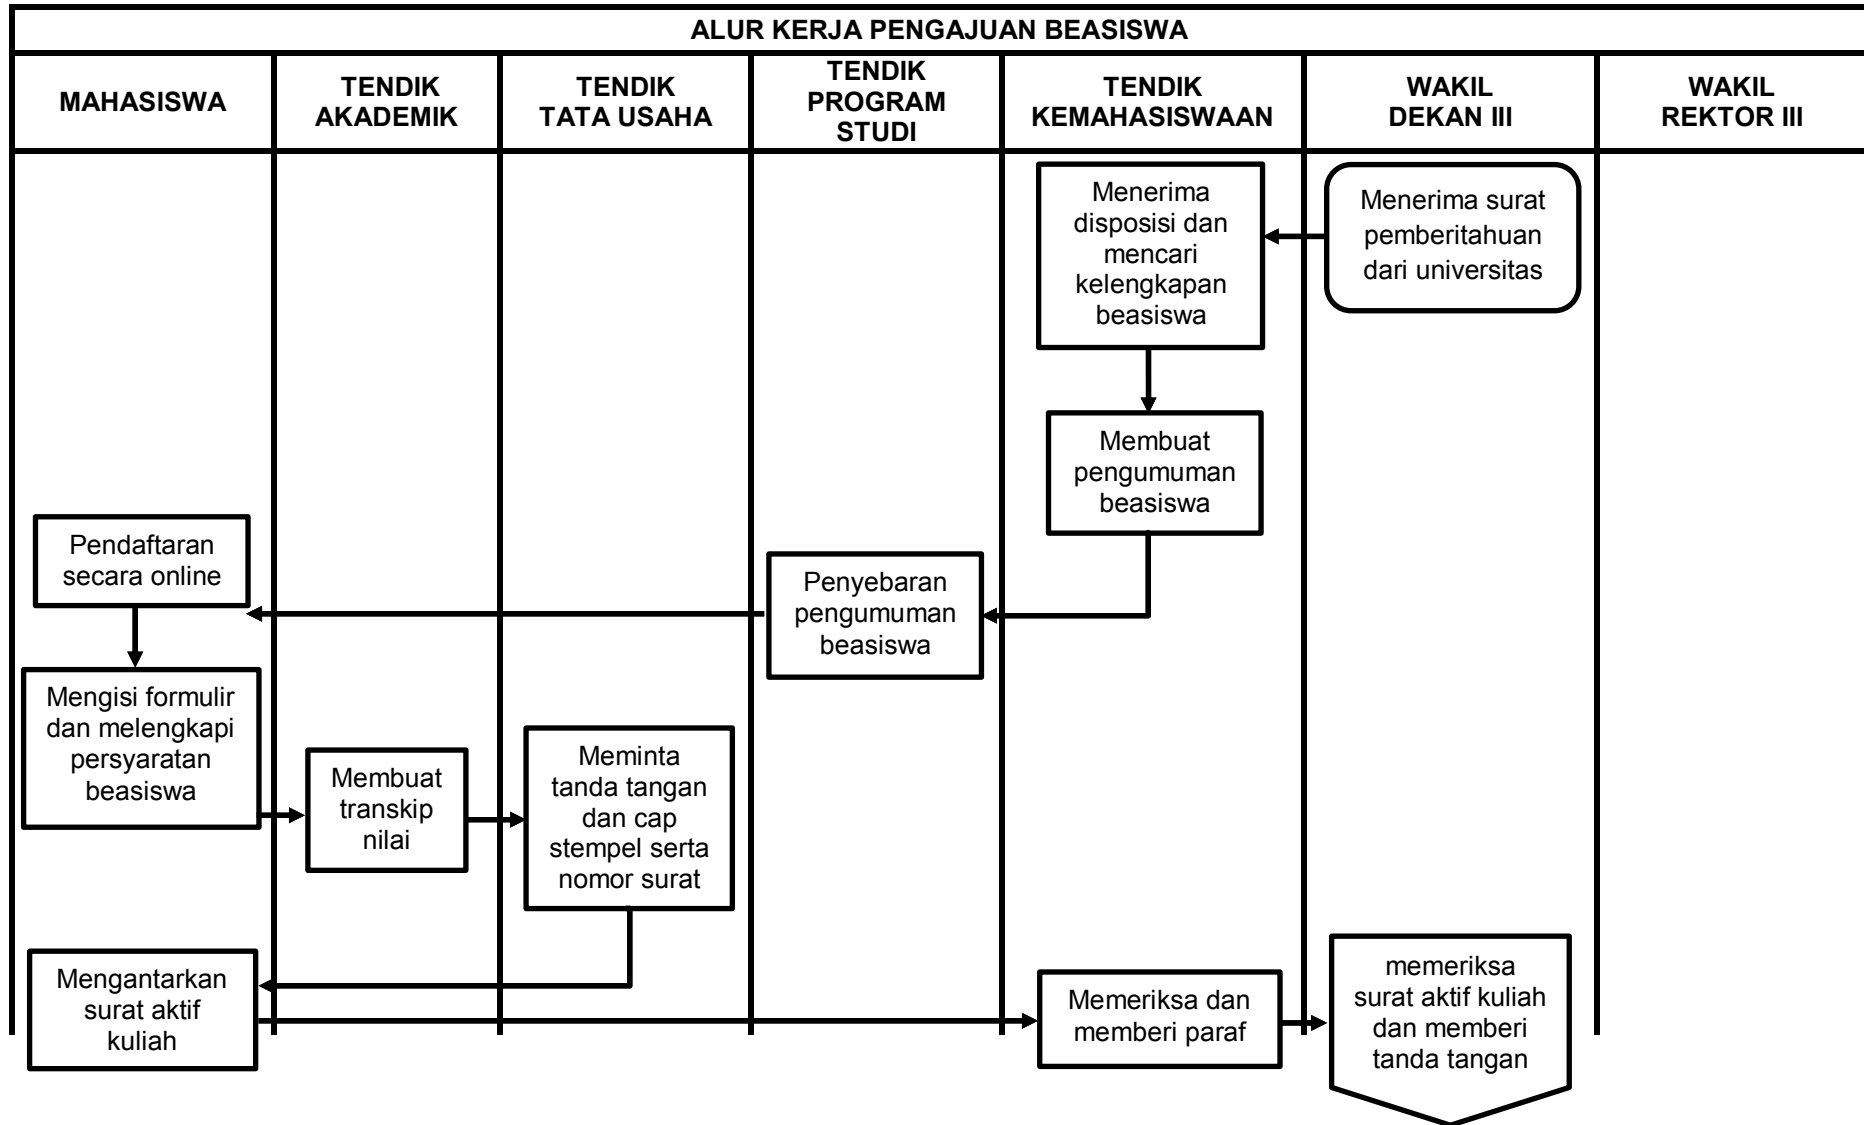 ALUR KERJA PENGAJUAN BEASISWA
MAHASISWA
TENDIK
AKADEMIK
TENDIK
TATA USAHA
TENDIK
PROGRAM
STUDI
TENDIK
KEMAHASISWAAN
WAKIL
DEKAN III
WAKIL
REKTOR III
Menerima surat
pemberitahuan
dari universitas
Menerima
disposisi dan
mencari
kelengkapan
beasiswa
Membuat
pengumuman
beasiswa
Penyebaran
pengumuman
beasiswa
Pendaftaran
secara online
Mengisi formulir
dan melengkapi
persyaratan
beasiswa
Membuat
transkip
nilai
Meminta
tanda tangan
dan cap
stempel serta
nomor surat
Mengantarkan
surat aktif
kuliah
Memeriksa dan
memberi paraf
memeriksa
surat aktif kuliah
dan memberi
tanda tangan